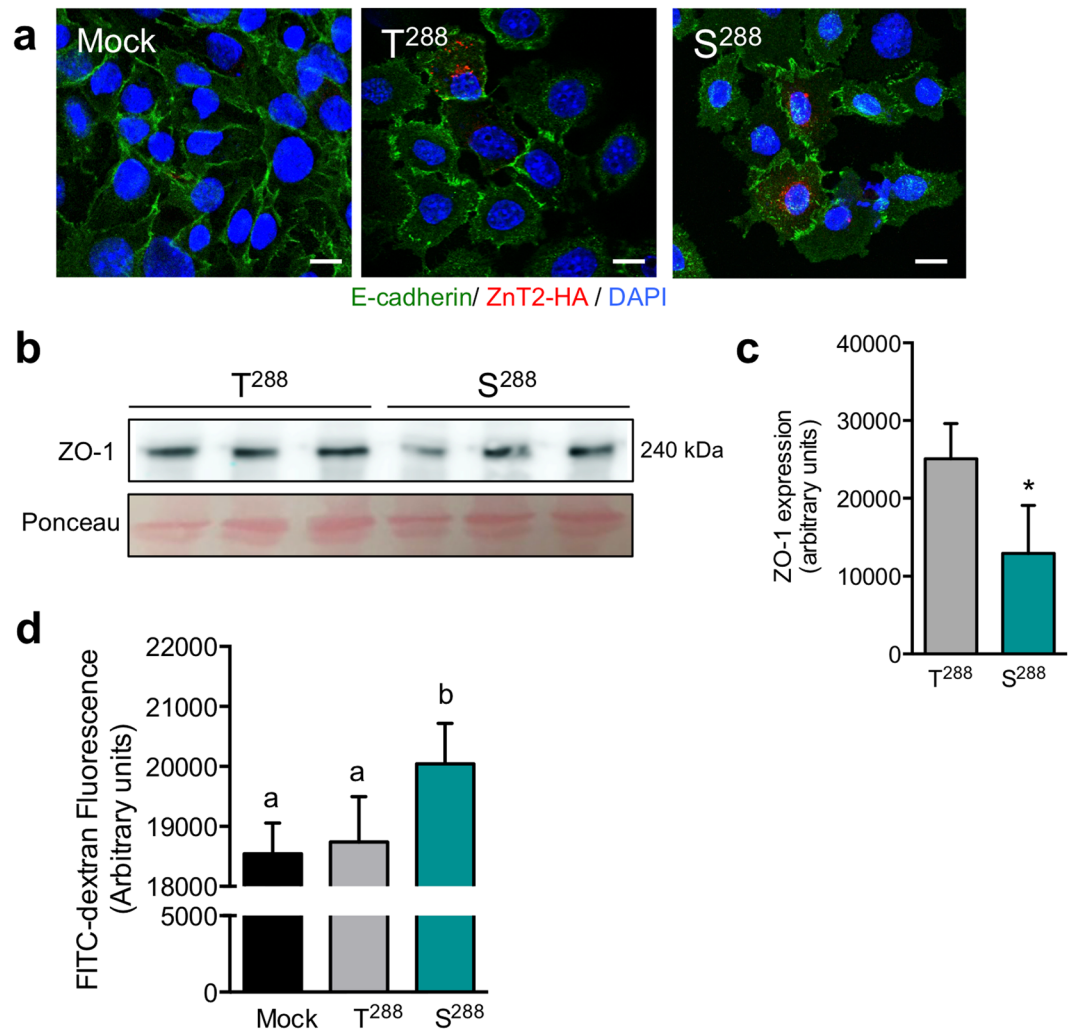 a
Mock
T288
S288
E-cadherin/ ZnT2-HA / DAPI
b
T288
S288
ZO-1
240 kDa
Ponceau
c
ZO-1 expression
(arbitrary units)
40000
30000
20000
10000
0
*
T288
S288
d
FITC-dextran Fluorescence
(Arbitrary units)
22000
21000
20000
19000
18000
5000
0
a
a
b
Mock
T288
S288